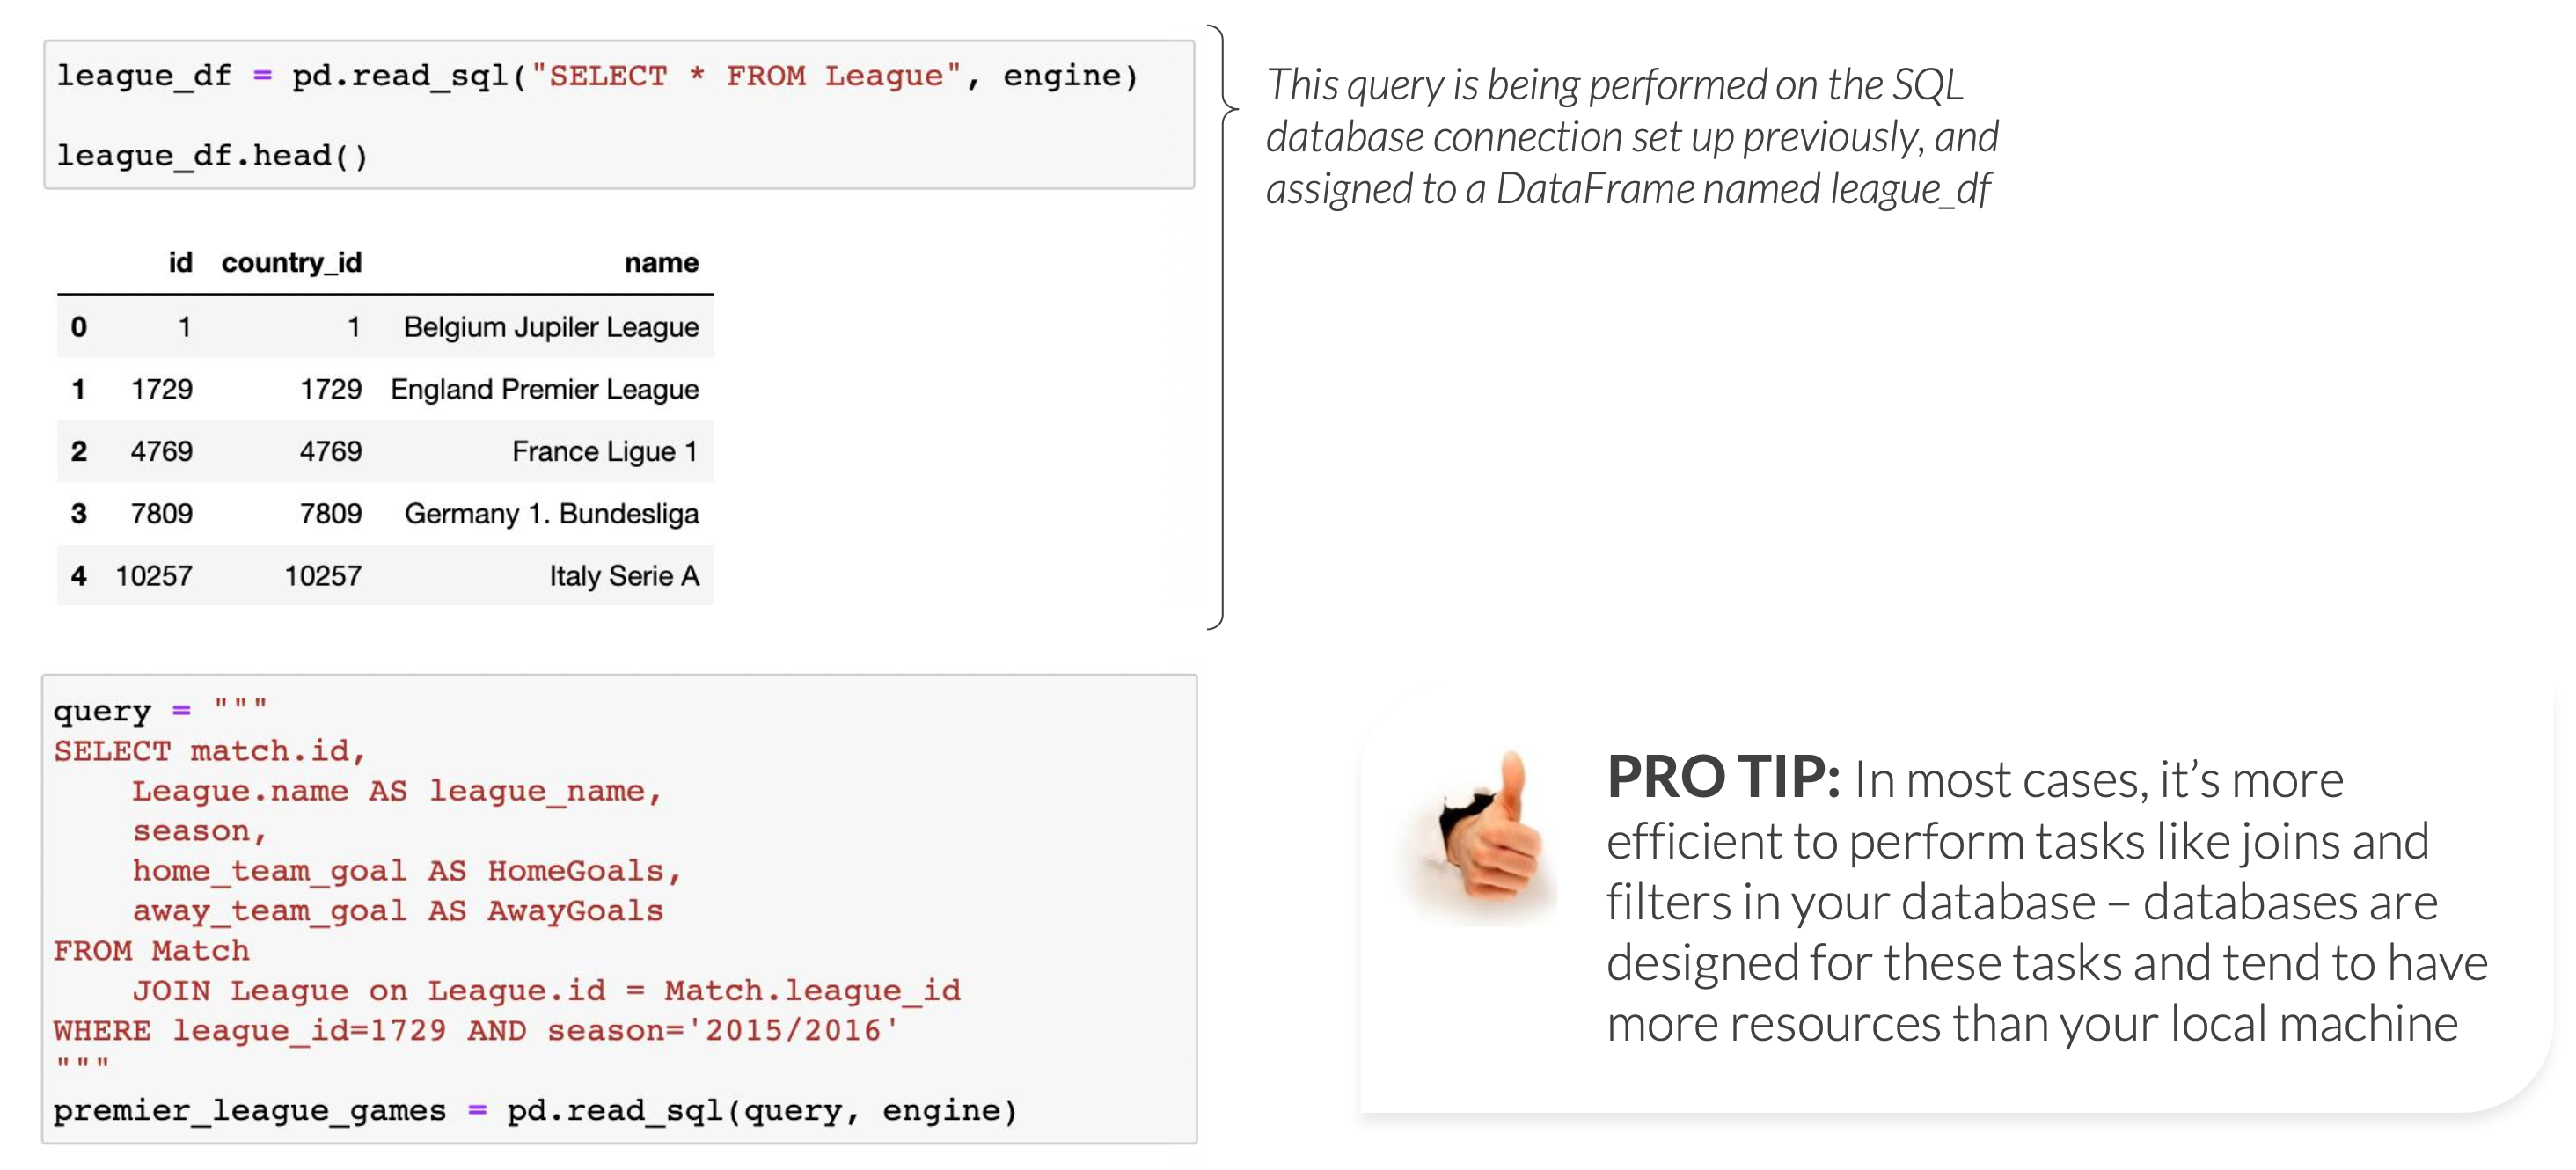 league_df = pd.read_sql("SELECT * FROM League", engine)
league_df.head()
This query is being performed on the SQL
database connection set up previously, and
assigned to a DataFrame named league_df
id country_id name
0 1 1 Belgium Jupiler League
1 1729 1729 England Premier League
2 4769 4769 France Ligue 1
3 7809 7809 Germany 1. Bundesliga
4 10257 10257 Italy Serie A
query = """
SELECT match.id,
    League.name AS league_name,
    season,
    home_team_goal AS HomeGoals,
    away_team_goal AS AwayGoals
FROM Match
    JOIN League on League.id = Match.league_id
WHERE league_id=1729 AND season='2015/2016'
"""
premier_league_games = pd.read_sql(query, engine)
PRO TIP: In most cases, it’s more
efficient to perform tasks like joins and
filters in your database – databases are
designed for these tasks and tend to have
more resources than your local machine